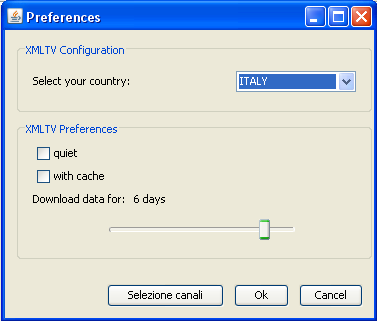 Preferences
XMLTV Configuration
Select your country: ITALY
XMLTV Preferences
quiet
with cache
Download data for: 6 days
Selezione canali Ok Cancel